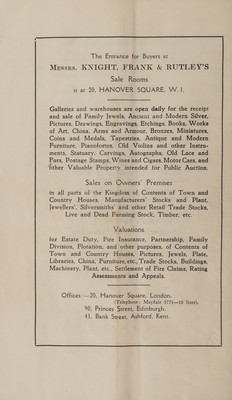 The Entrance for Buyers at
Messrs. KNIGHT, FRANK & RUTLEY'S
Sale Rooms
is at 20, HANOVER SQUARE, W. 1.
Galleries and warehouses are open daily for the receipt
and sale of Family Jewels, Ancient and Modern Silver,
Pictures, Drawings, Engravings, Etchings, Books, Works
of Art, China, Arms and Armour, Bronzes, Miniatures,
Coins and Medals, Tapestries, Antique and Modern
Furniture, Pianofortes, Old Violins and other Instru-
ments, Statuary, Carvings, Autographs, Old Lace and
Furs, Postage Stamps, Wines and Cigars, Motor Cars, and
other Valuable Property intended for Public Auction.
Sales on Owners' Premises
in all parts of the Kingdom of Contents of Town and
Country Houses, Manufacturers' Stocks and Plant,
Jewellers', Silversmiths' and other Retail Trade Stocks,
Live and Dead Farming Stock, Timber, etc.
Valuations
for Estate Duty, Fire Insurance, Partnership, Family
Division, Flotation, and other purposes, of Contents of
Town and Country Houses, Pictures, Jewels, Plate,
Libraries, China, Furniture, etc., Trade Stocks, Buildings,
Machinery, Plant, etc., Settlement of Fire Claims, Rating
Assessments and Appeals.
Offices:—20, Hanover Square, London.
(Telephone: Mayfair 3771—10 lines).
90, Princes Street, Edinburgh.
41, Bank Street, Ashford, Kent.